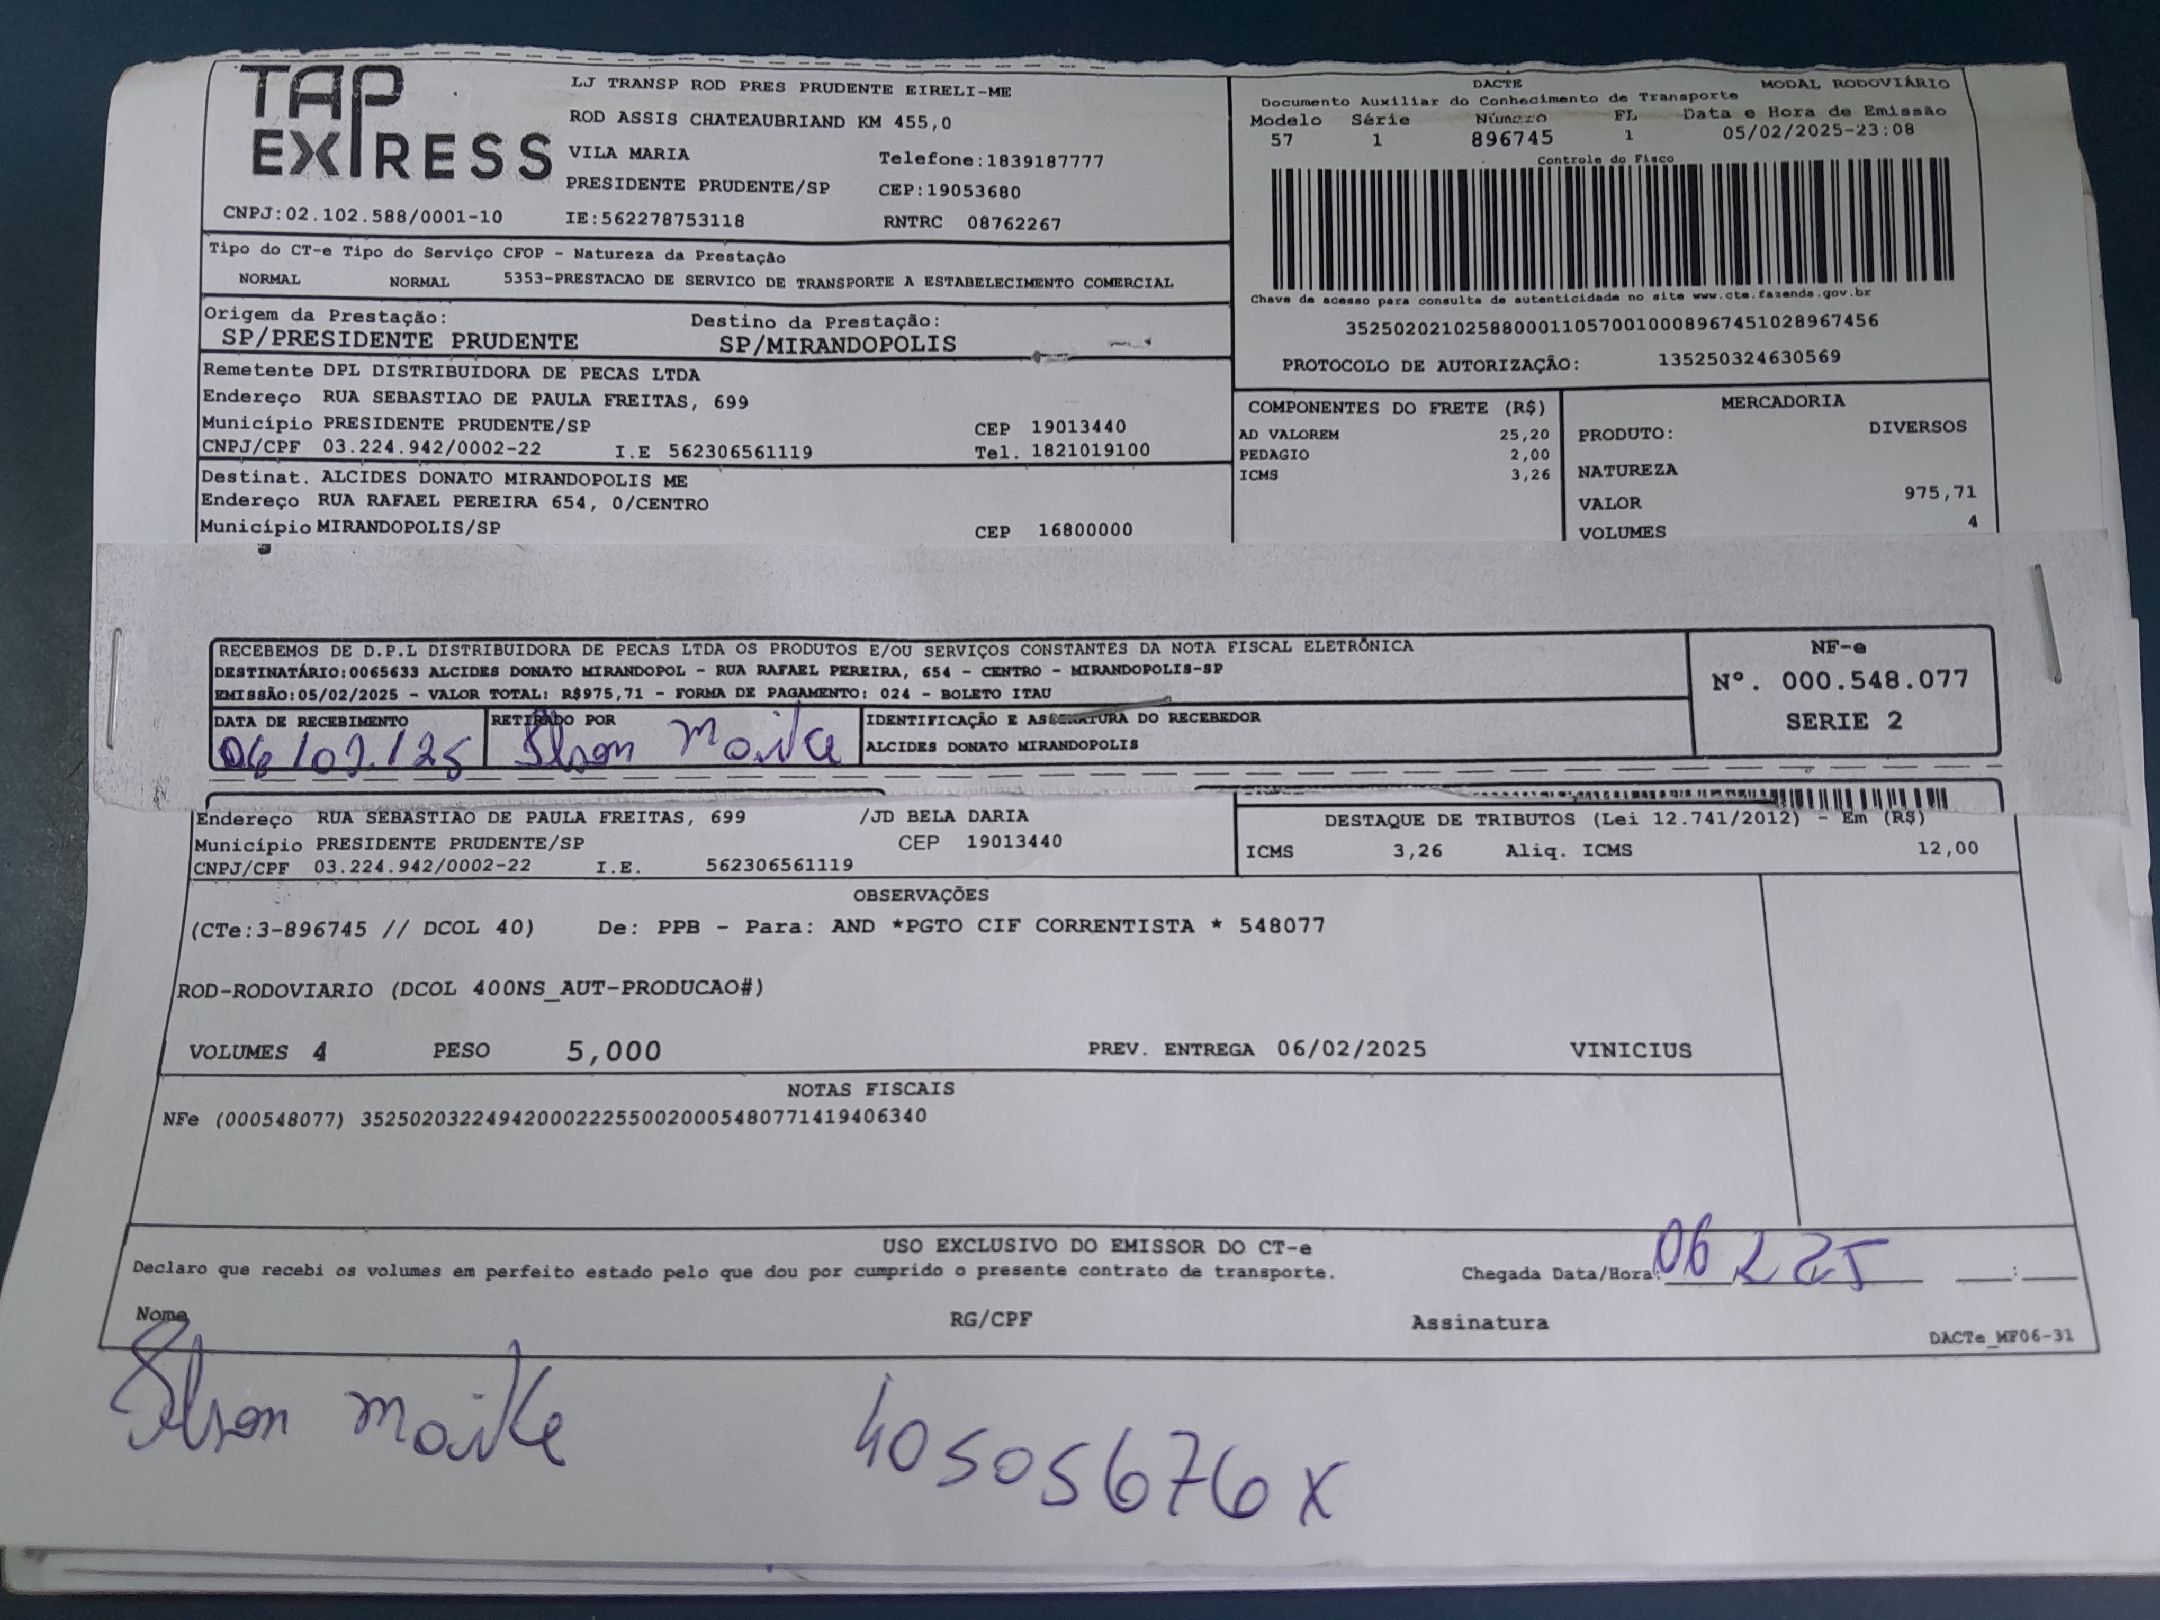 TAP EXPRESS
LJ TRANSP ROD PRES PRUDENTE EIRELI-ME
ROD ASSIS CHATEAUBRIAND KM 455,0
VILA MARIA Telefone:1839187777
PRESIDENTE PRUDENTE/SP CEP:19053680
CNPJ:02.102.588/0001-10 IE:562278753118 RNTRC 08762267
DACTE MODAL RODOVIÁRIO
Documento Auxiliar do Conhecimento de Transporte
Modelo Série Número FL Data e Hora de Emissão
57 1 896745 1 05/02/2025-23:08
Controle do Fisco
Chave de acesso para consulta de autenticidade no site www.cte.fazenda.gov.br
35250202102588000110570010008967451028967456
PROTOCOLO DE AUTORIZAÇÃO: 135250324630569
Tipo do CT-e Tipo do Serviço CFOP - Natureza da Prestação
NORMAL NORMAL 5353-PRESTACAO DE SERVICO DE TRANSPORTE A ESTABELECIMENTO COMERCIAL
Origem da Prestação: Destino da Prestação:
SP/PRESIDENTE PRUDENTE SP/MIRANDOPOLIS
Remetente DPL DISTRIBUIDORA DE PECAS LTDA
Endereço RUA SEBASTIAO DE PAULA FREITAS, 699
Município PRESIDENTE PRUDENTE/SP CEP 19013440
CNPJ/CPF 03.224.942/0002-22 I.E 562306561119 Tel. 1821019100
Destinat. ALCIDES DONATO MIRANDOPOLIS ME
Endereço RUA RAFAEL PEREIRA 654, 0/CENTRO
Município MIRANDOPOLIS/SP CEP 16800000
COMPONENTES DO FRETE (R$)
AD VALOREM 25,20
PEDAGIO 2,00
ICMS 3,26
MERCADORIA
PRODUTO: DIVERSOS
NATUREZA
VALOR 975,71
VOLUMES 4
RECEBEMOS DE D.P.L DISTRIBUIDORA DE PECAS LTDA OS PRODUTOS E/OU SERVIÇOS CONSTANTES DA NOTA FISCAL ELETRÔNICA
DESTINATÁRIO:0065633 ALCIDES DONATO MIRANDOPOL - RUA RAFAEL PEREIRA, 654 - CENTRO - MIRANDOPOLIS-SP
EMISSÃO:05/02/2025 - VALOR TOTAL: R$975,71 - FORMA DE PAGAMENTO: 024 - BOLETO ITAU
NF-e
Nº. 000.548.077
SERIE 2
DATA DE RECEBIMENTO RETIRADO POR IDENTIFICAÇÃO E ASSINATURA DO RECEBEDOR
06/02/25 Maike ALCIDES DONATO MIRANDOPOLIS
Endereço RUA SEBASTIAO DE PAULA FREITAS, 699 /JD BELA DARIA
Município PRESIDENTE PRUDENTE/SP CEP 19013440
CNPJ/CPF 03.224.942/0002-22 I.E. 562306561119
DESTAQUE DE TRIBUTOS (Lei 12.741/2012) - Em (R$)
ICMS 3,26 Aliq. ICMS 12,00
OBSERVAÇÕES
(CTe:3-896745 // DCOL 40) De: PPB - Para: AND *PGTO CIF CORRENTISTA * 548077
ROD-RODOVIARIO (DCOL 400NS_AUT-PRODUCAO#)
VOLUMES 4 PESO 5,000 PREV. ENTREGA 06/02/2025 VINICIUS
NOTAS FISCAIS
NFe (000548077) 35250203224942000222550020005480771419406340
USO EXCLUSIVO DO EMISSOR DO CT-e
Declaro que recebi os volumes em perfeito estado pelo que dou por cumprido o presente contrato de transporte. Chegada Data/Hora: 06 2 25 :
Nome RG/CPF Assinatura
DACTe_MF06-31
Maike 40505676X